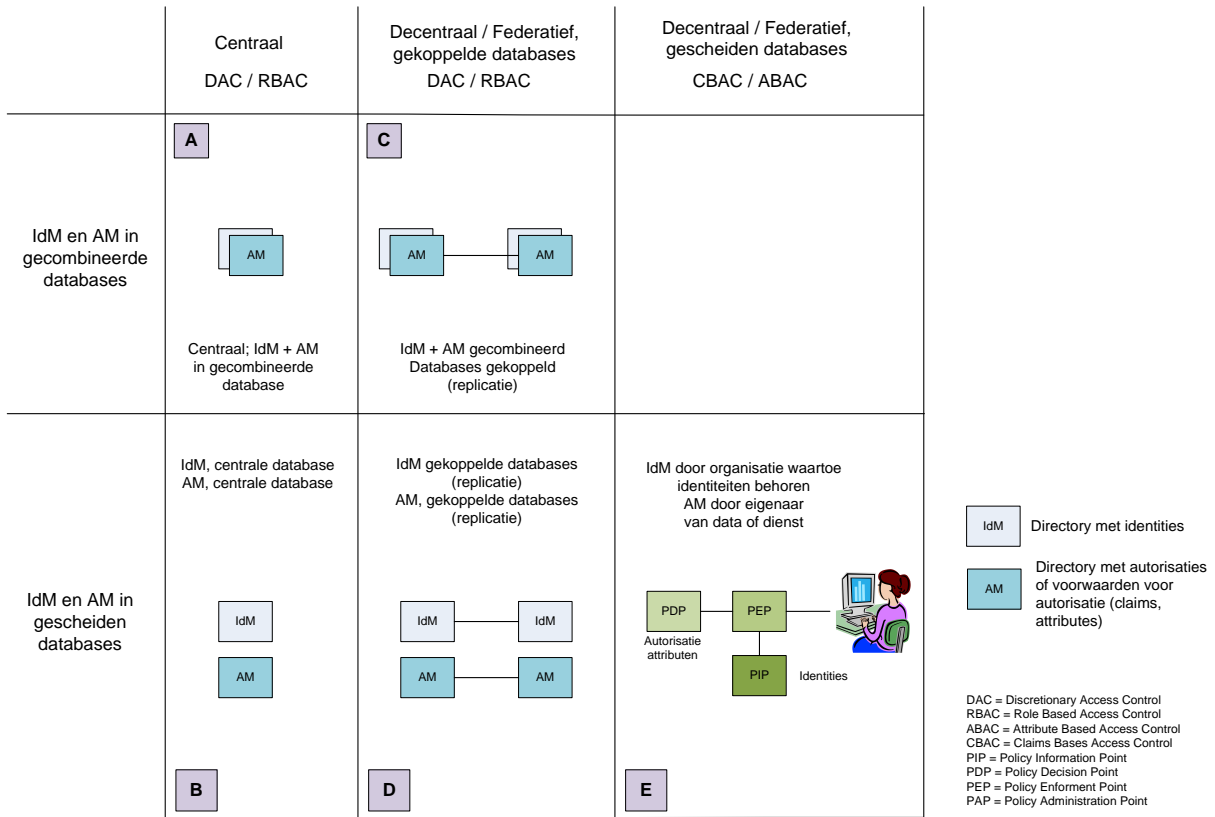 Centraal
DAC / RBAC
Decentraal / Federatief,
gekoppelde databases
DAC / RBAC
Decentraal / Federatief,
gescheiden databases
CBAC / ABAC
IdM en AM in
gecombineerde
databases
A
AM
Centraal; IdM + AM
in gecombineerde
database
C
AM
AM
IdM + AM gecombineerd
Databases gekoppeld
(replicatie)
IdM en AM in
gescheiden
databases
IdM, centrale database
AM, centrale database
IdM
AM
B
IdM gekoppelde databases
(replicatie)
AM, gekoppelde databases
(replicatie)
IdM
IdM
AM
AM
D
IdM door organisatie waartoe
identiteiten behoren
AM door eigenaar
van data of dienst
PDP
PEP
Autorisatie
attributen
PIP
Identities
E
IdM
Directory met identities
AM
Directory met autorisaties
of voorwaarden voor
autorisatie (claims,
attributes)
DAC = Discretionary Access Control
RBAC = Role Based Access Control
ABAC = Attribute Based Access Control
CBAC = Claims Bases Access Control
PIP = Policy Information Point
PDP = Policy Decision Point
PEP = Policy Enforment Point
PAP = Policy Administration Point